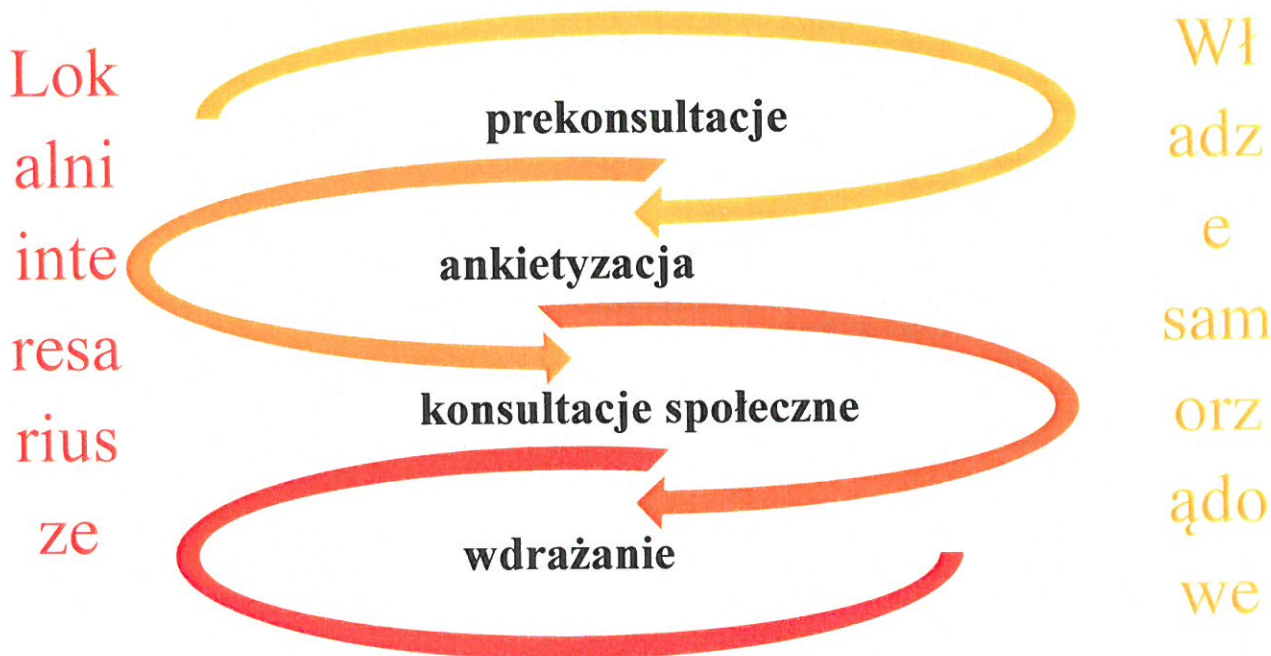 Lok
alni
inte
resa
rius
ze
prekonsultacje
ankietyzacja
konsultacje społeczne
wdrażanie
Wł
adz
e
sam
orz
ądo
we